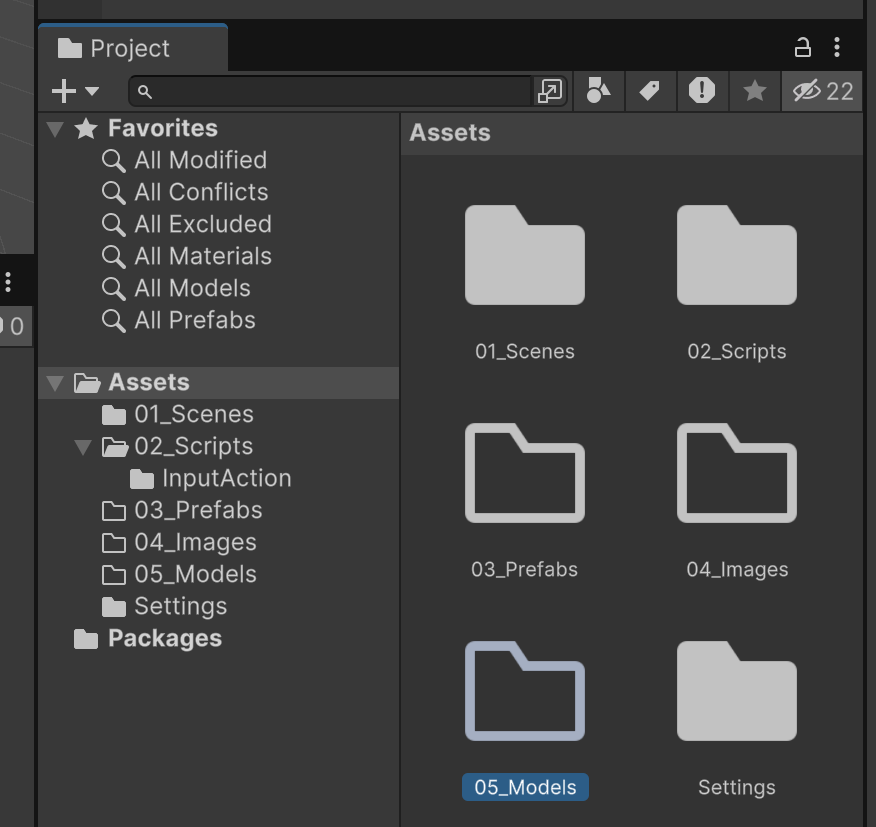 Project
22
Favorites
All Modified
All Conflicts
All Excluded
All Materials
All Models
All Prefabs
0
Assets
01_Scenes
02_Scripts
InputAction
03_Prefabs
04_Images
05_Models
Settings
Packages
Assets
01_Scenes
02_Scripts
03_Prefabs
04_Images
05_Models
Settings